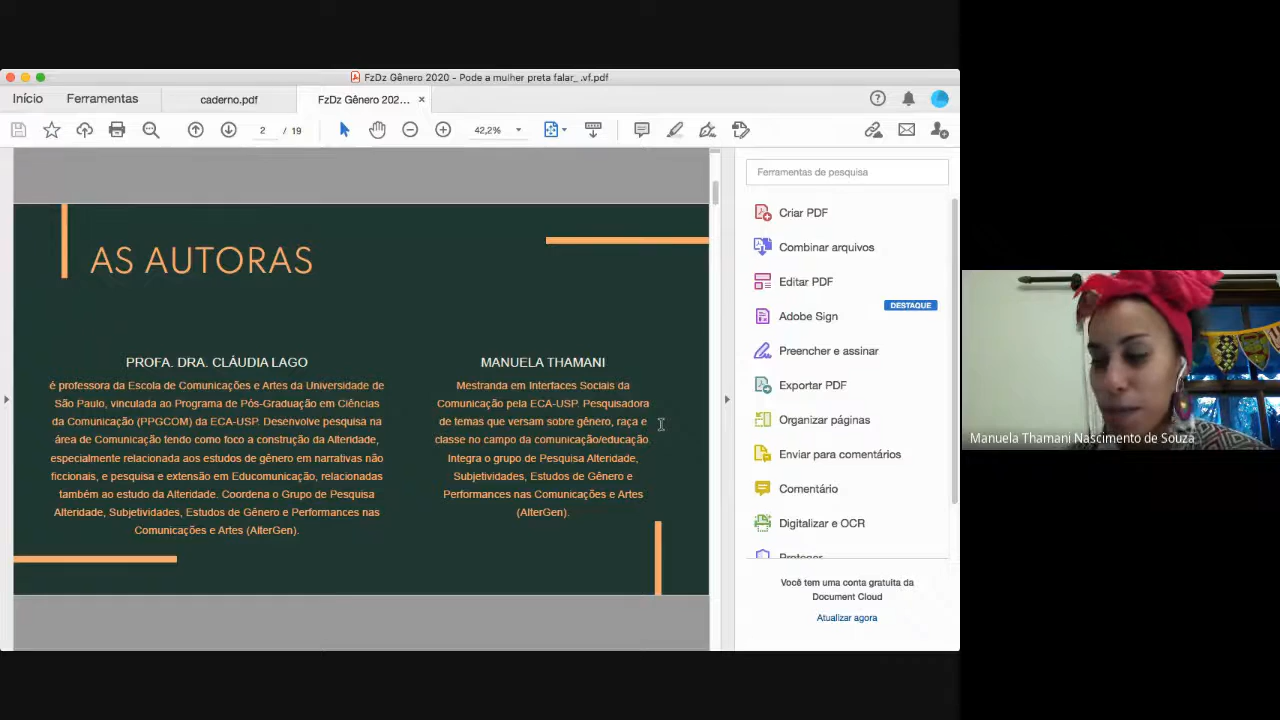 FzDz Gênero 2020 - Pode a mulher preta falar_ .vf.pdf
Início
Ferramentas
caderno.pdf
FzDz Gênero 202...
2
/ 19
42,2%
AS AUTORAS
PROFA. DRA. CLÁUDIA LAGO
é professora da Escola de Comunicações e Artes da Universidade de
São Paulo, vinculada ao Programa de Pós-Graduação em Ciências
da Comunicação (PPGCOM) da ECA-USP. Desenvolve pesquisa na
área de Comunicação tendo como foco a construção da Alteridade,
especialmente relacionada aos estudos de gênero em narrativas não
ficcionais, e pesquisa e extensão em Educomunicação, relacionadas
também ao estudo da Alteridade. Coordena o Grupo de Pesquisa
Alteridade, Subjetividades, Estudos de Gênero e Performances nas
Comunicações e Artes (AlterGen).
MANUELA THAMANI
Mestranda em Interfaces Sociais da
Comunicação pela ECA-USP. Pesquisadora
de temas que versam sobre gênero, raça e
classe no campo da comunicação/educação.
Integra o grupo de Pesquisa Alteridade,
Subjetividades, Estudos de Gênero e
Performances nas Comunicações e Artes
(AlterGen).
Ferramentas de pesquisa
Criar PDF
Combinar arquivos
Editar PDF
DESTAQUE
Adobe Sign
Preencher e assinar
Exportar PDF
Organizar páginas
Enviar para comentários
Comentário
Digitalizar e OCR
Proteger
Você tem uma conta gratuita da
Document Cloud
Atualizar agora
Manuela Thamani Nascimento de Souza